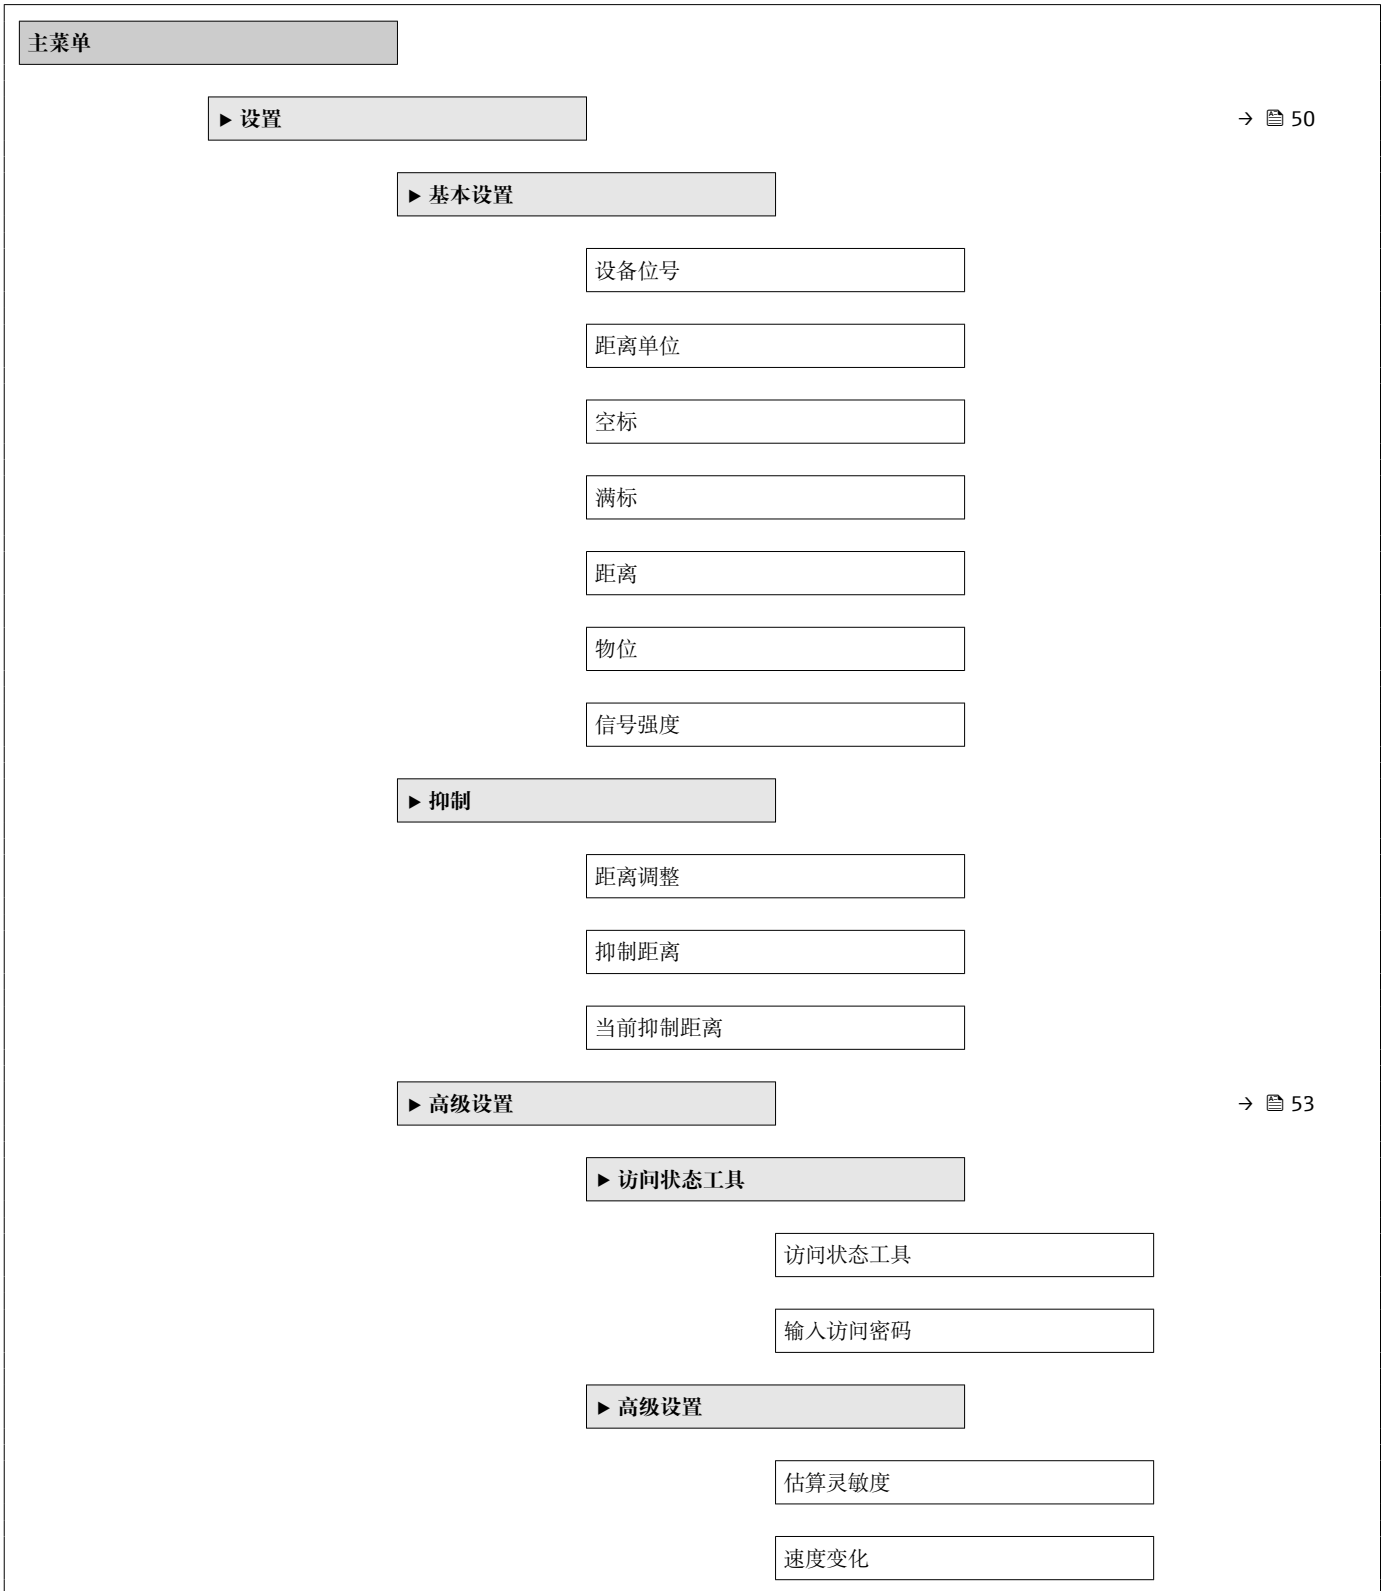 主菜单
▶ 设置 → 🖹 50
▶ 基本设置
设备位号
距离单位
空标
满标
距离
物位
信号强度
▶ 抑制
距离调整
抑制距离
当前抑制距离
▶ 高级设置 → 🖹 53
▶ 访问状态工具
访问状态工具
输入访问密码
▶ 高级设置
估算灵敏度
速度变化